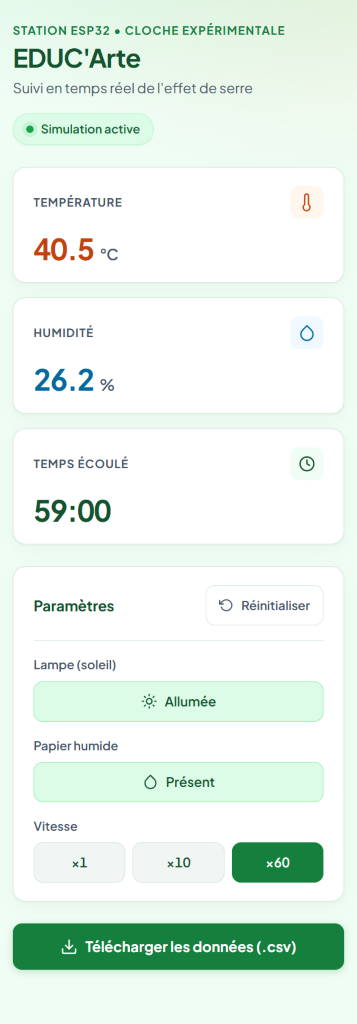 STATION ESP32 • CLOCHE EXPÉRIMENTALE
EDUC'Arte
Suivi en temps réel de l'effet de serre
Simulation active
TEMPÉRATURE
40.5 °C
HUMIDITÉ
26.2 %
TEMPS ÉCOULÉ
59:00
Paramètres
Réinitialiser
Lampe (soleil)
Allumée
Papier humide
Présent
Vitesse
×1 ×10 ×60
Télécharger les données (.csv)